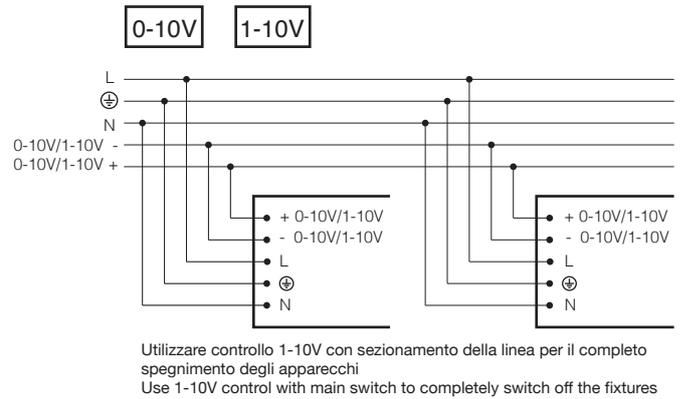 0-10V 1-10V
L
N
0-10V/1-10V -
0-10V/1-10V +
+ 0-10V/1-10V
- 0-10V/1-10V
L
N
+ 0-10V/1-10V
- 0-10V/1-10V
L
N
Utilizzare controllo 1-10V con sezionamento della linea per il completo
spegnimento degli apparecchi
Use 1-10V control with main switch to completely switch off the fixtures